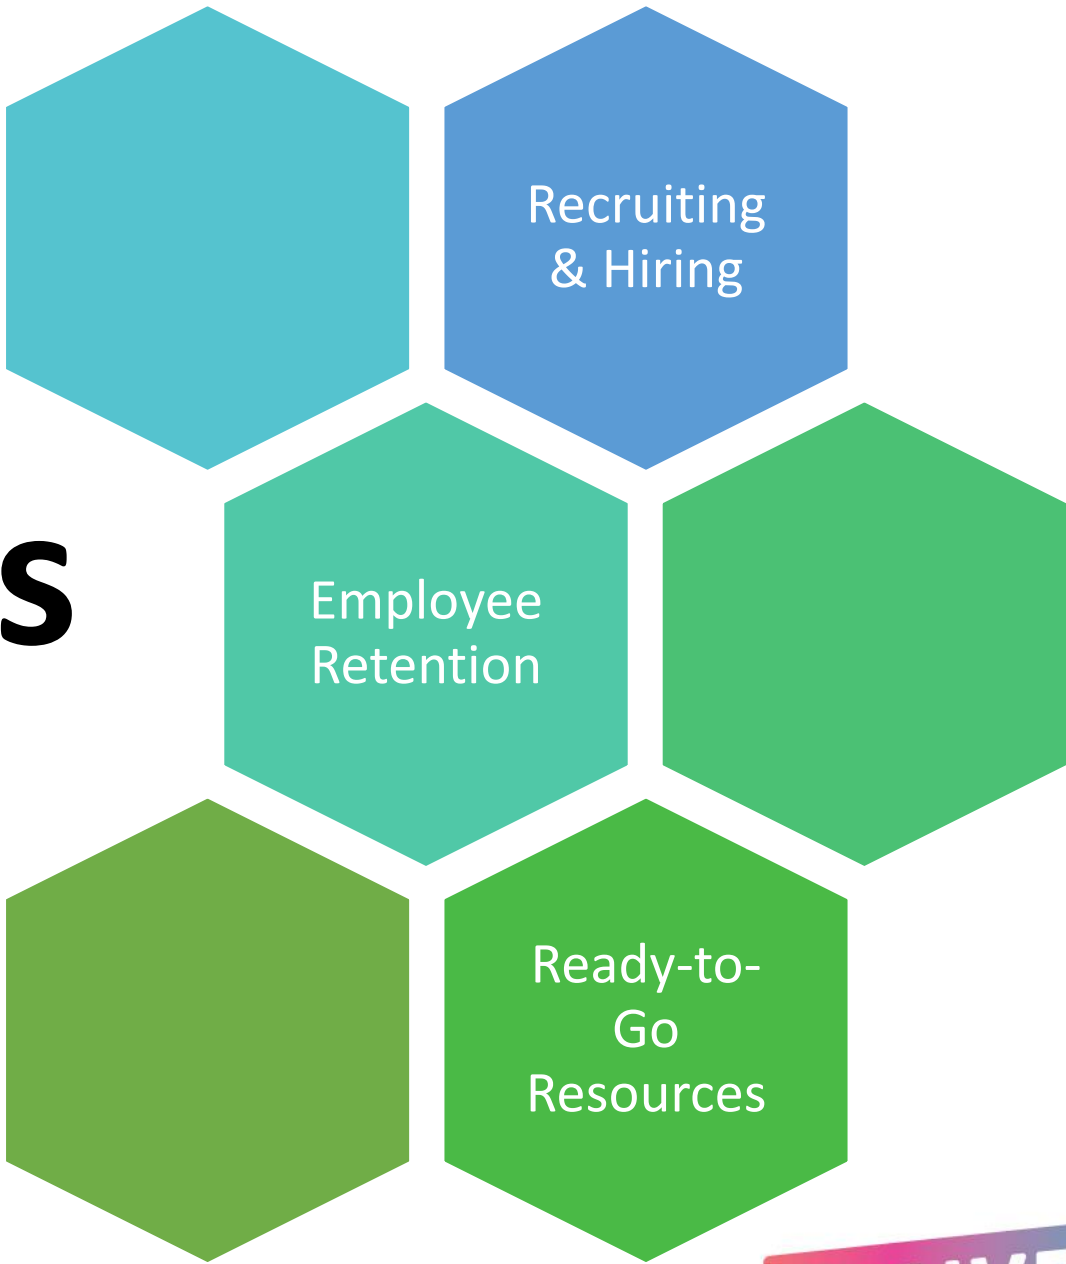 Recruiting
& Hiring
s
Employee
Retention
Ready-to-
Go
Resources